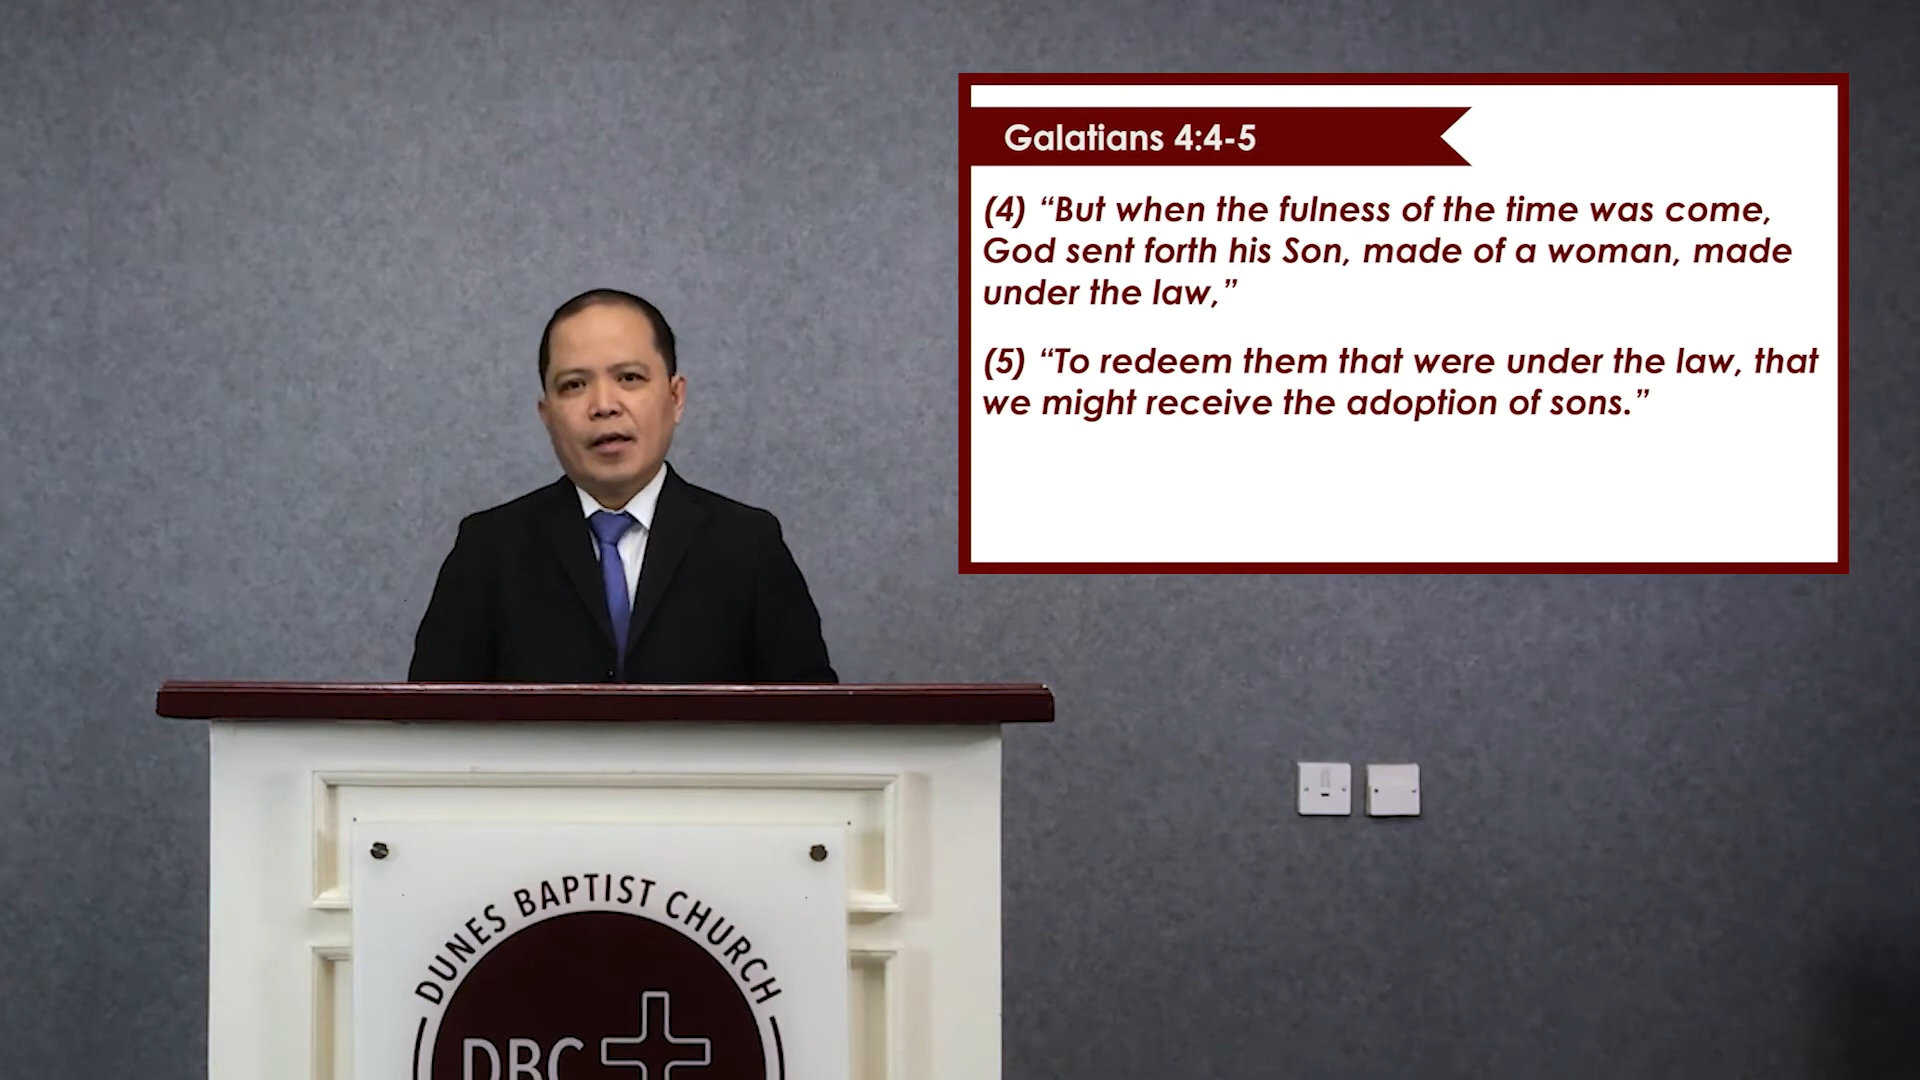 Galatians 4:4-5
(4) “But when the fulness of the time was come,
God sent forth his Son, made of a woman, made
under the law,”
(5) “To redeem them that were under the law, that
we might receive the adoption of sons.”
DUNES BAPTIST CHURCH
DBC